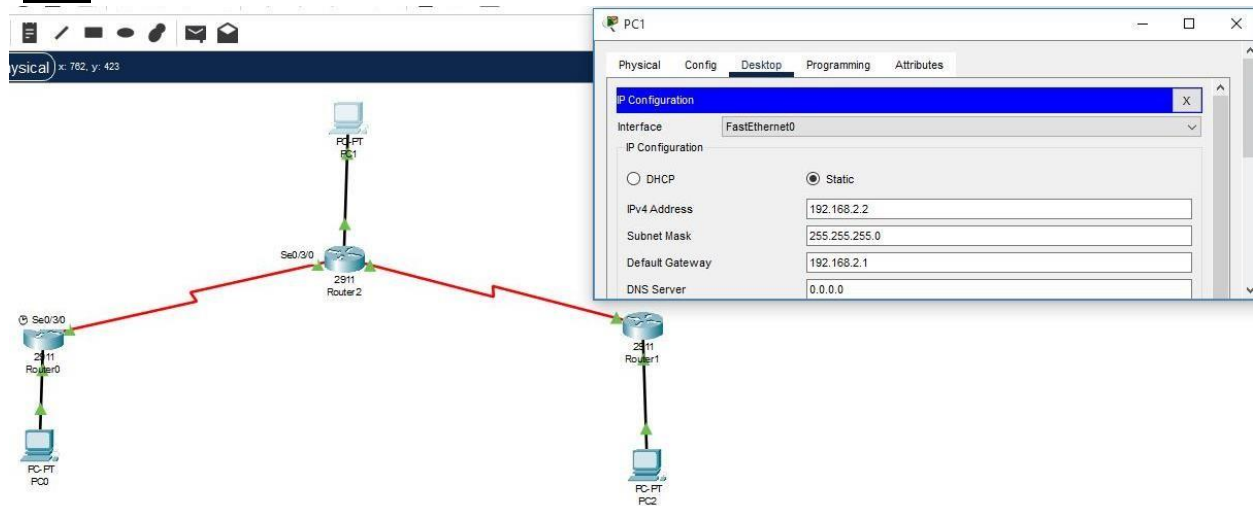 ysical x: 762, y: 423
PC-PT
PC1
Se0/3/0
2911
Router2
Se0/3/0
2911
Router0
PC-PT
PC0
2911
Router1
PC-PT
PC2
PC1
Physical Config Desktop Programming Attributes
IP Configuration X
Interface FastEthernet0
IP Configuration
DHCP Static
IPv4 Address 192.168.2.2
Subnet Mask 255.255.255.0
Default Gateway 192.168.2.1
DNS Server 0.0.0.0